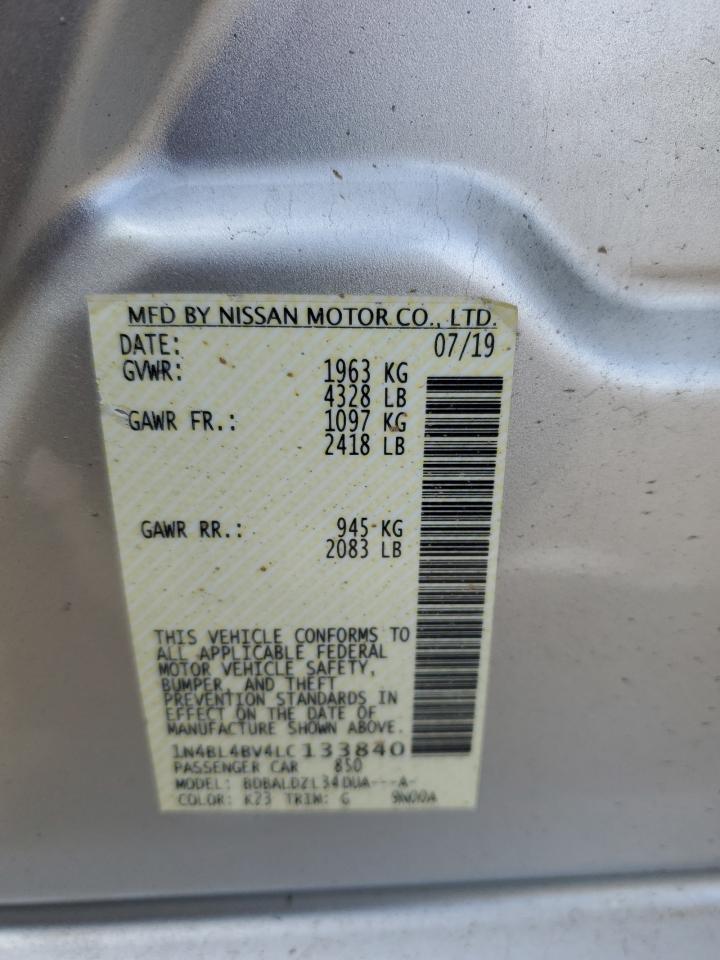 MFD BY NISSAN MOTOR CO., LTD.
DATE: 07/19
GVWR: 1963 KG
4328 LB
GAWR FR.: 1097 KG
2418 LB
GAWR RR.: 945 KG
2083 LB
THIS VEHICLE CONFORMS TO
ALL APPLICABLE FEDERAL
MOTOR VEHICLE SAFETY,
BUMPER, AND THEFT
PREVENTION STANDARDS IN
EFFECT ON THE DATE OF
MANUFACTURE SHOWN ABOVE.
1N4BL4BV4LC133840
PASSENGER CAR 850
MODEL: BDBALDZL34DUA---A-
COLOR: K23 TRIM: G 9N00A